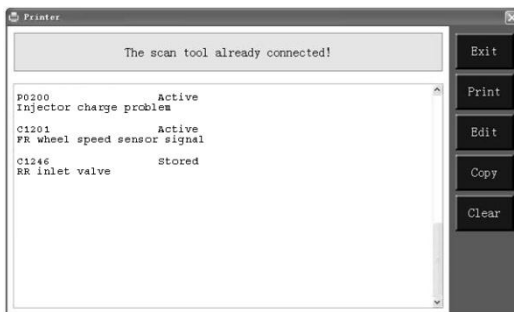 Printer
The scan tool already connected!
P0200 Active
Injector charge problem
C1201 Active
FR wheel speed sensor signal
C1246 Stored
RR inlet valve
Exit
Print
Edit
Copy
Clear